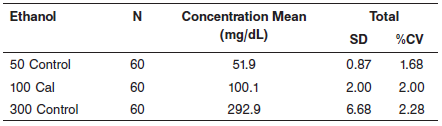 Ethanol N Concentration Mean Total
(mg/dL) SD %CV
50 Control 60 51.9 0.87 1.68
100 Cal 60 100.1 2.00 2.00
300 Control 60 292.9 6.68 2.28